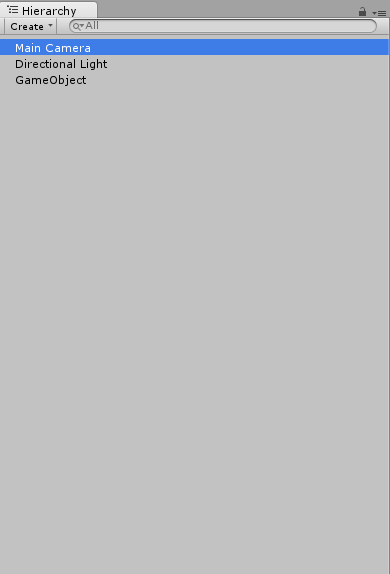 Hierarchy
Create All
Main Camera
Directional Light
GameObject